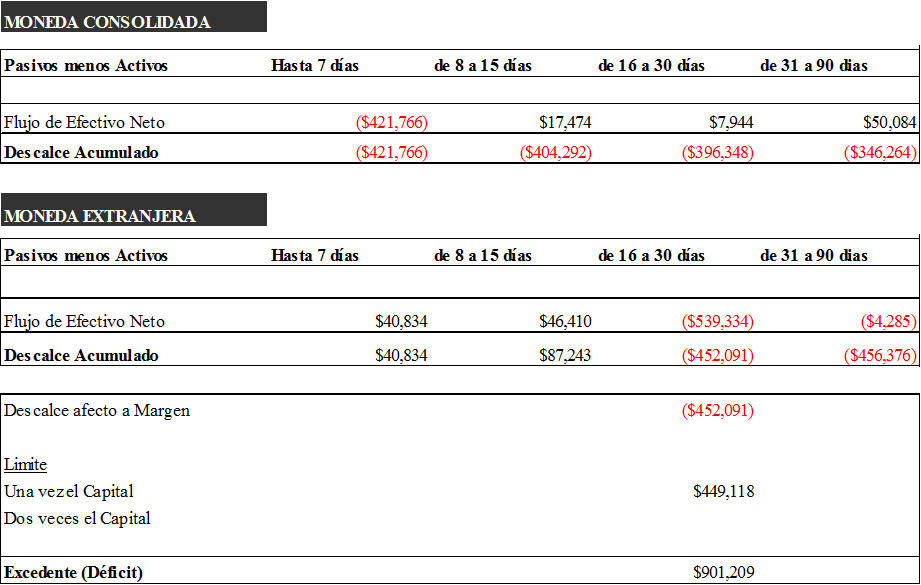 MONEDA CONSOLIDADA
Pasivos menos Activos Hasta 7 días de 8 a 15 días de 16 a 30 días de 31 a 90 dias
Flujo de Efectivo Neto ($421,766) $17,474 $7,944 $50,084
Descalce Acumulado ($421,766) ($404,292) ($396,348) ($346,264)
MONEDA EXTRANJERA
Pasivos menos Activos Hasta 7 días de 8 a 15 días de 16 a 30 días de 31 a 90 dias
Flujo de Efectivo Neto $40,834 $46,410 ($539,334) ($4,285)
Descalce Acumulado $40,834 $87,243 ($452,091) ($456,376)
Descalce afecto a Margen ($452,091)
Limite
Una vez el Capital $449,118
Dos veces el Capital
Excedente (Déficit) $901,209